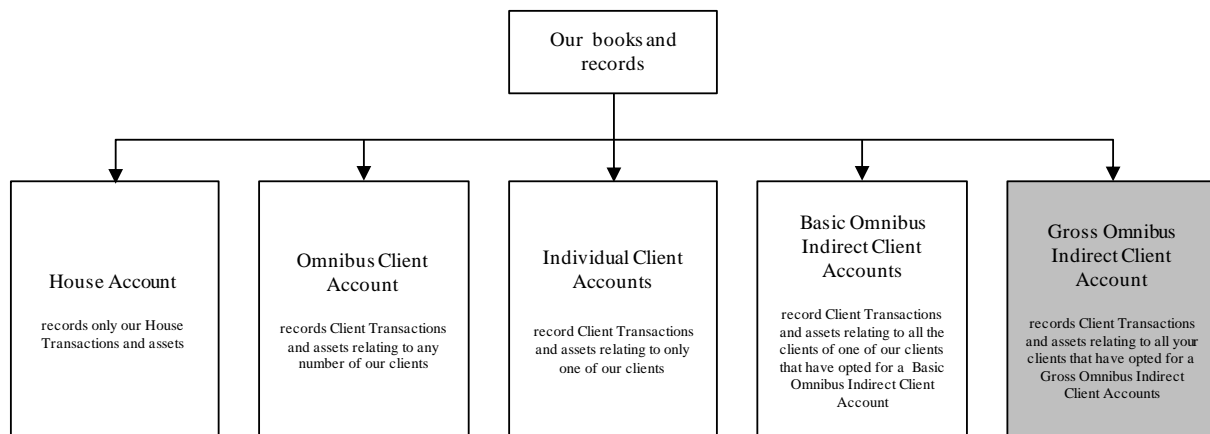 Our books and
records
House Account
records only our House
Transactions and assets
Omnibus Client
Account
records Client Transactions
and assets relating to any
number of our clients
Individual Client
Accounts
record Client Transactions
and assets relating to only
one of our clients
Basic Omnibus
Indirect Client
Accounts
record Client Transactions
and assets relating to all the
clients of one of our clients
that have opted for a Basic
Omnibus Indirect Client
Account
Gross Omnibus
Indirect Client
Account
records Client Transactions
and assets relating to all your
clients that have opted for a
Gross Omnibus Indirect
Client Accounts